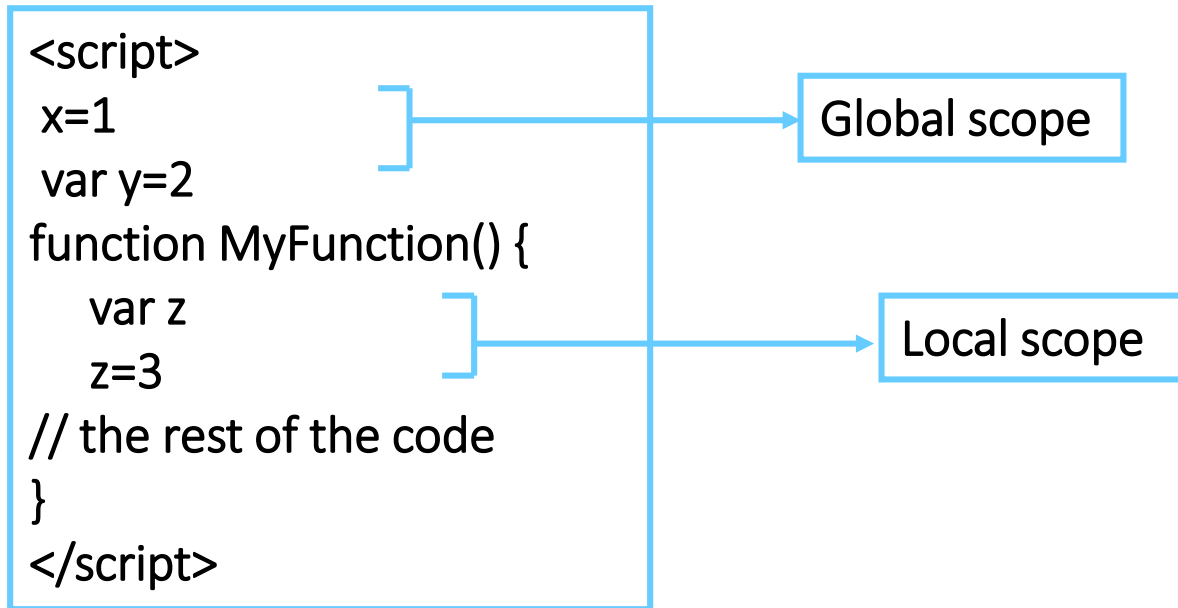 <script>
x=1
var y=2
function MyFunction() {
var z
z=3
// the rest of the code
}
</script>
Global scope
Local scope